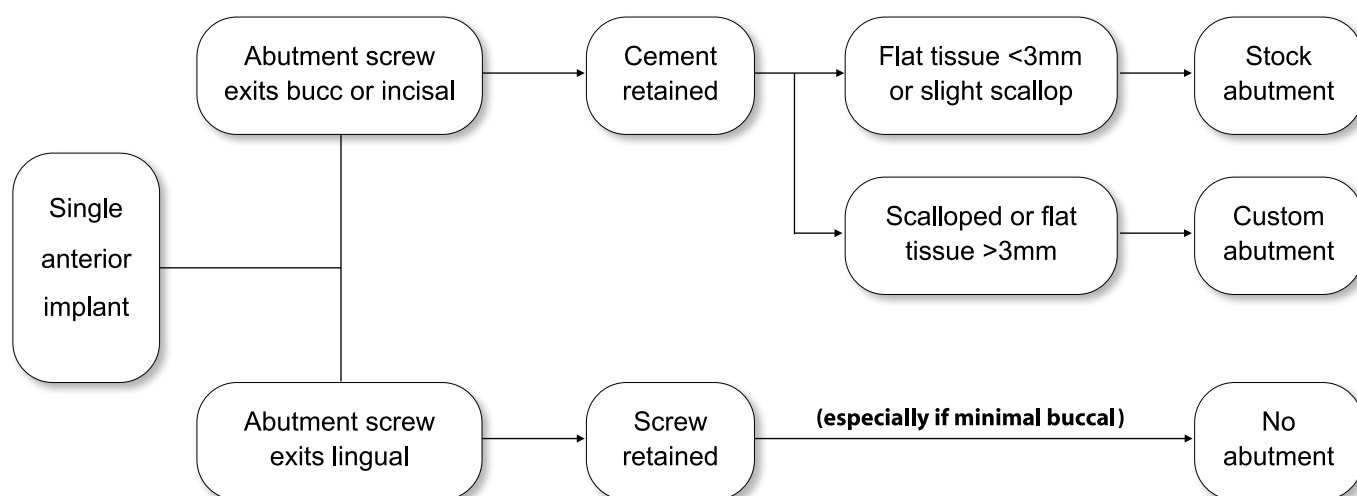 Abutment screw
exits bucc or incisal
Cement
retained
Flat tissue <3mm
or slight scallop
Stock
abutment
Single
anterior
implant
Scalloped or flat
tissue >3mm
Custom
abutment
Abutment screw
exits lingual
Screw
retained
(especially if minimal buccal)
No
abutment